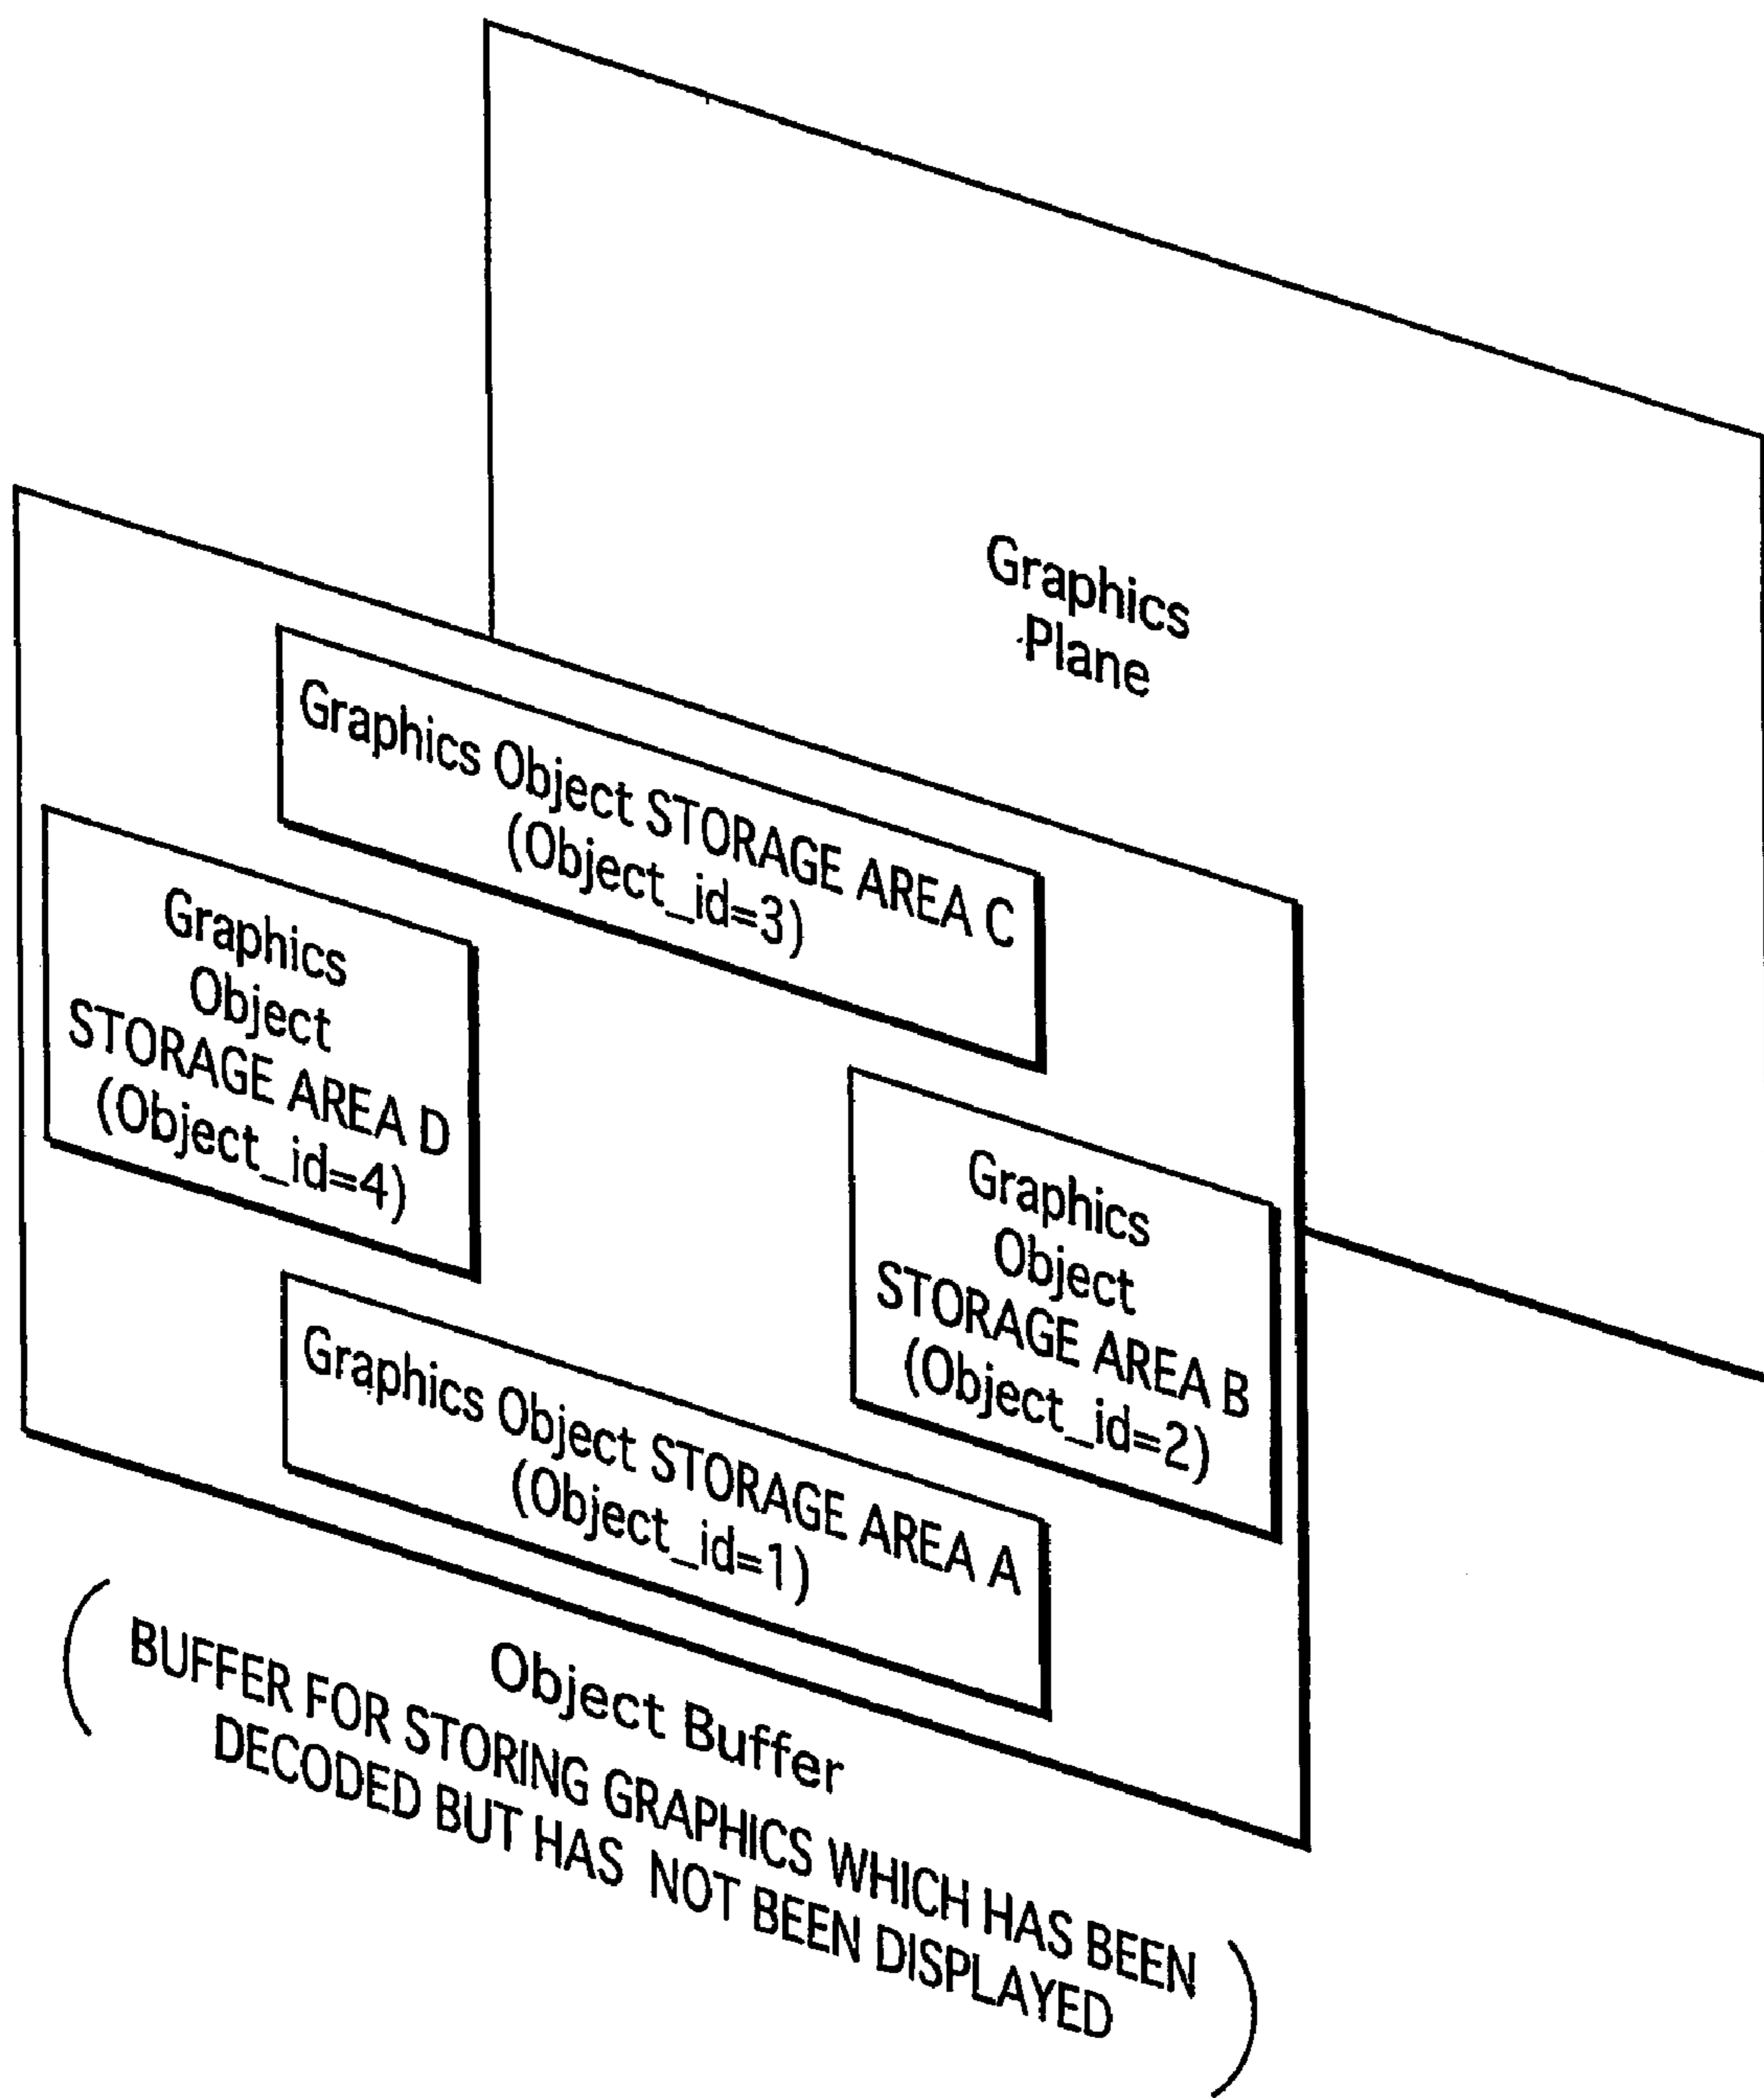 Graphics
Plane
Graphics Object STORAGE AREA C
(Object_id=3)
Graphics
Object
STORAGE AREA D
(Object_id=4)
Graphics
Object
STORAGE AREA B
(Object_id=2)
Graphics Object STORAGE AREA A
(Object_id=1)
Object Buffer
(BUFFER FOR STORING GRAPHICS WHICH HAS BEEN
DECODED BUT HAS NOT BEEN DISPLAYED)